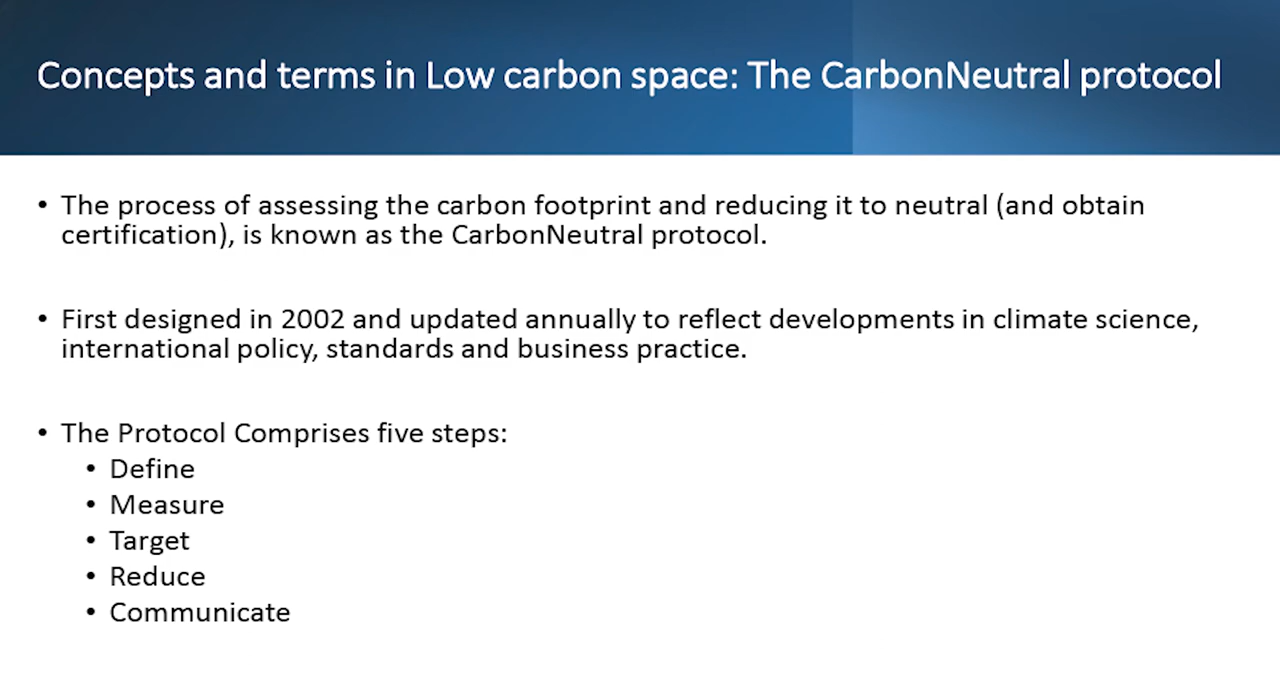 Concepts and terms in Low carbon space: The CarbonNeutral protocol
• The process of assessing the carbon footprint and reducing it to neutral (and obtain
certification), is known as the CarbonNeutral protocol.
• First designed in 2002 and updated annually to reflect developments in climate science,
international policy, standards and business practice.
• The Protocol Comprises five steps:
• Define
• Measure
• Target
• Reduce
• Communicate